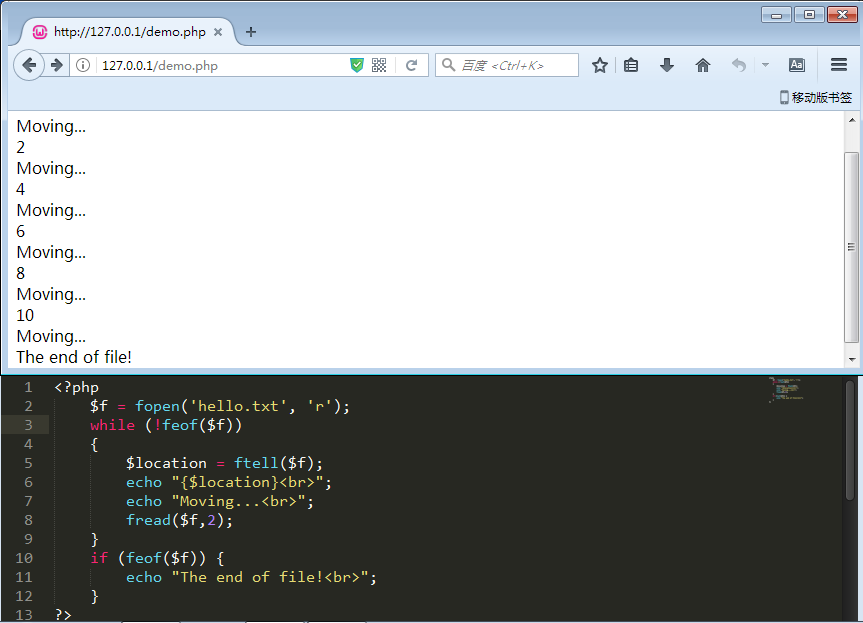 http://127.0.0.1/demo.php
127.0.0.1/demo.php
百度 <Ctrl+K>
Aa
移动版书签
Moving...
2
Moving...
4
Moving...
6
Moving...
8
Moving...
10
Moving...
The end of file!
1 <?php
2 $f = fopen('hello.txt', 'r');
3 while (!feof($f))
4 {
5 $location = ftell($f);
6 echo "{$location}<br>";
7 echo "Moving...<br>";
8 fread($f,2);
9 }
10 if (feof($f)) {
11 echo "The end of file!<br>";
12 }
13 ?>